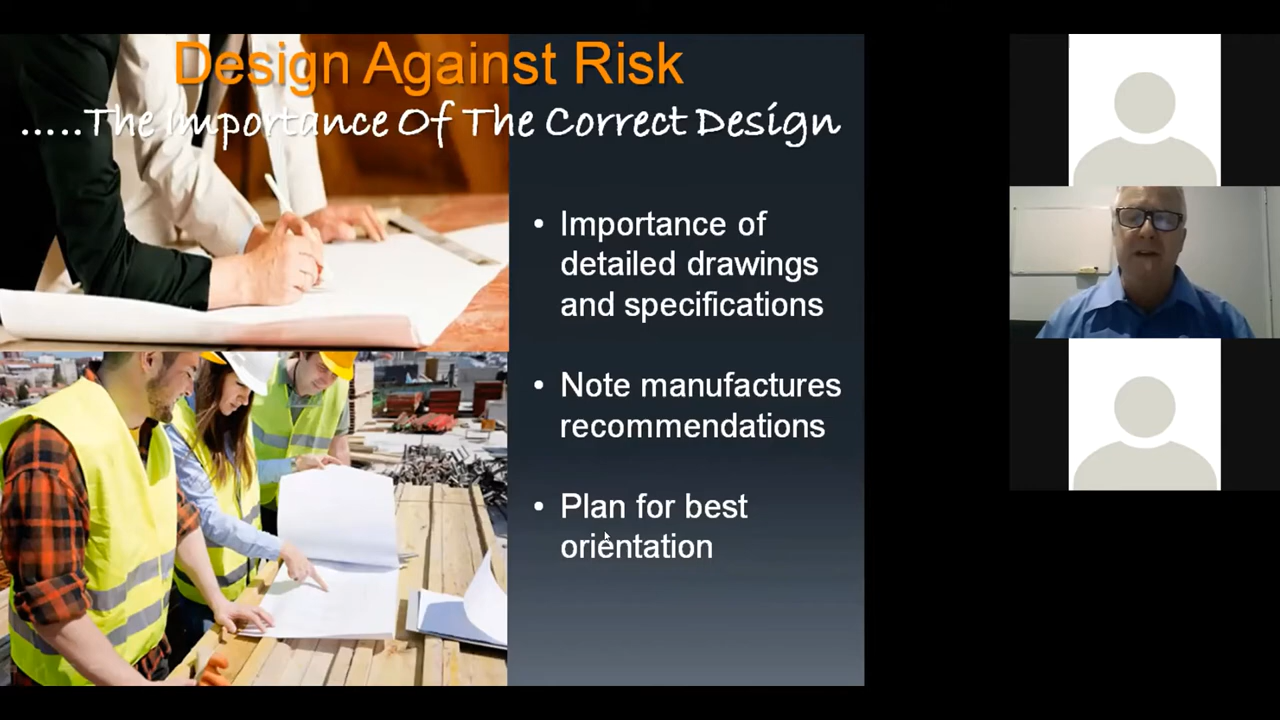 Design Against Risk
.....The Importance Of The Correct Design
• Importance of
detailed drawings
and specifications
• Note manufactures
recommendations
• Plan for best
orientation